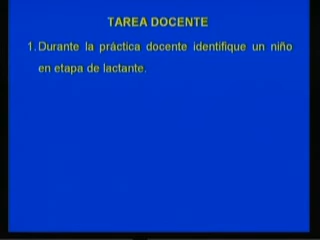 TAREA DOCENTE
1. Durante la práctica docente identifique un niño
en etapa de lactante.